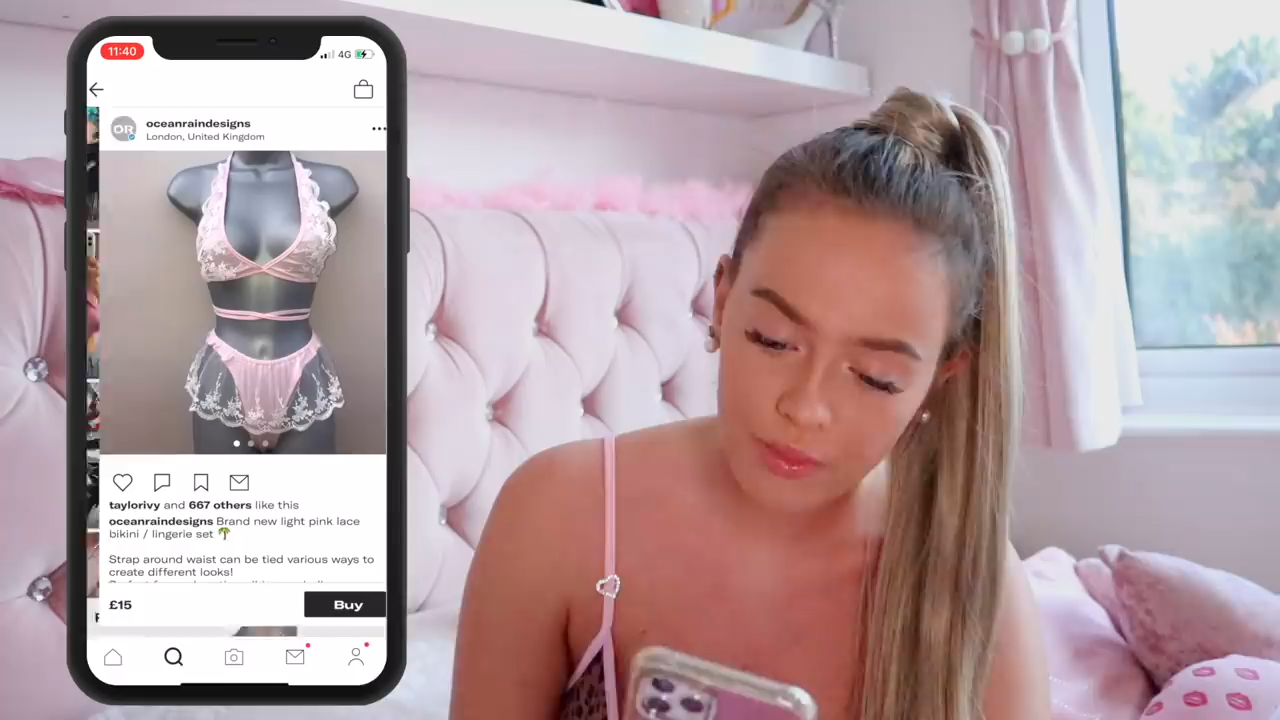 11:40
4G
OR
oceanraindesigns
London, United Kingdom
taylorivy and 667 others like this
oceanraindesigns Brand new light pink lace
bikini / lingerie set 🌴
Strap around waist can be tied various ways to
create different looks!
£15
Buy